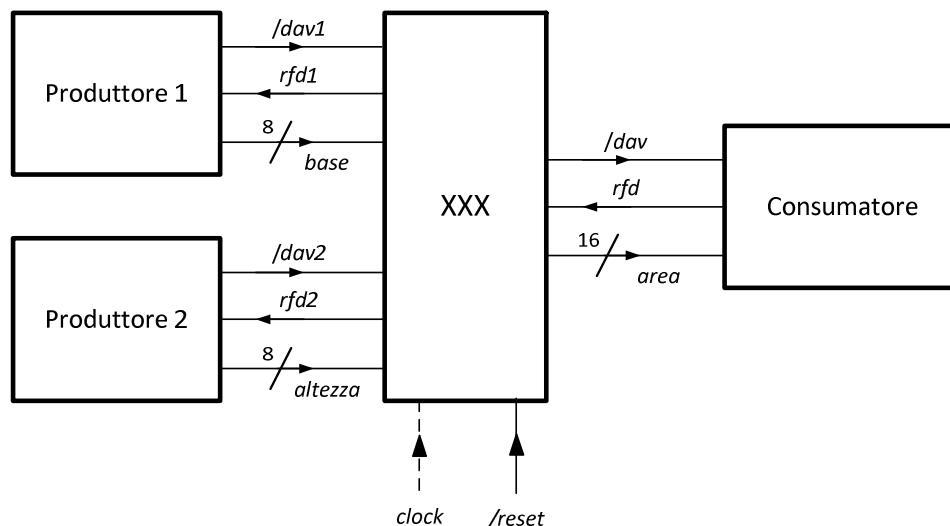 Produttore 1
/dav1
rfd1
8
base
Produttore 2
/dav2
rfd2
8
altezza
XXX
/dav
rfd
16
area
Consumatore
clock
/reset